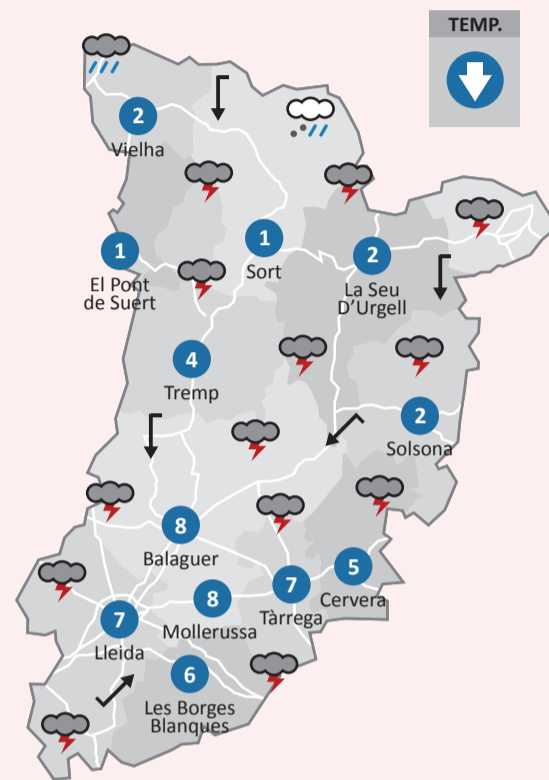 TEMP.
2
Vielha
1
El Pont
de Suert
1
Sort
2
La Seu
D'Urgell
4
Tremp
2
Solsona
8
Balaguer
5
Cervera
7
Tàrrega
8
Mollerussa
7
Lleida
6
Les Borges
Blanques